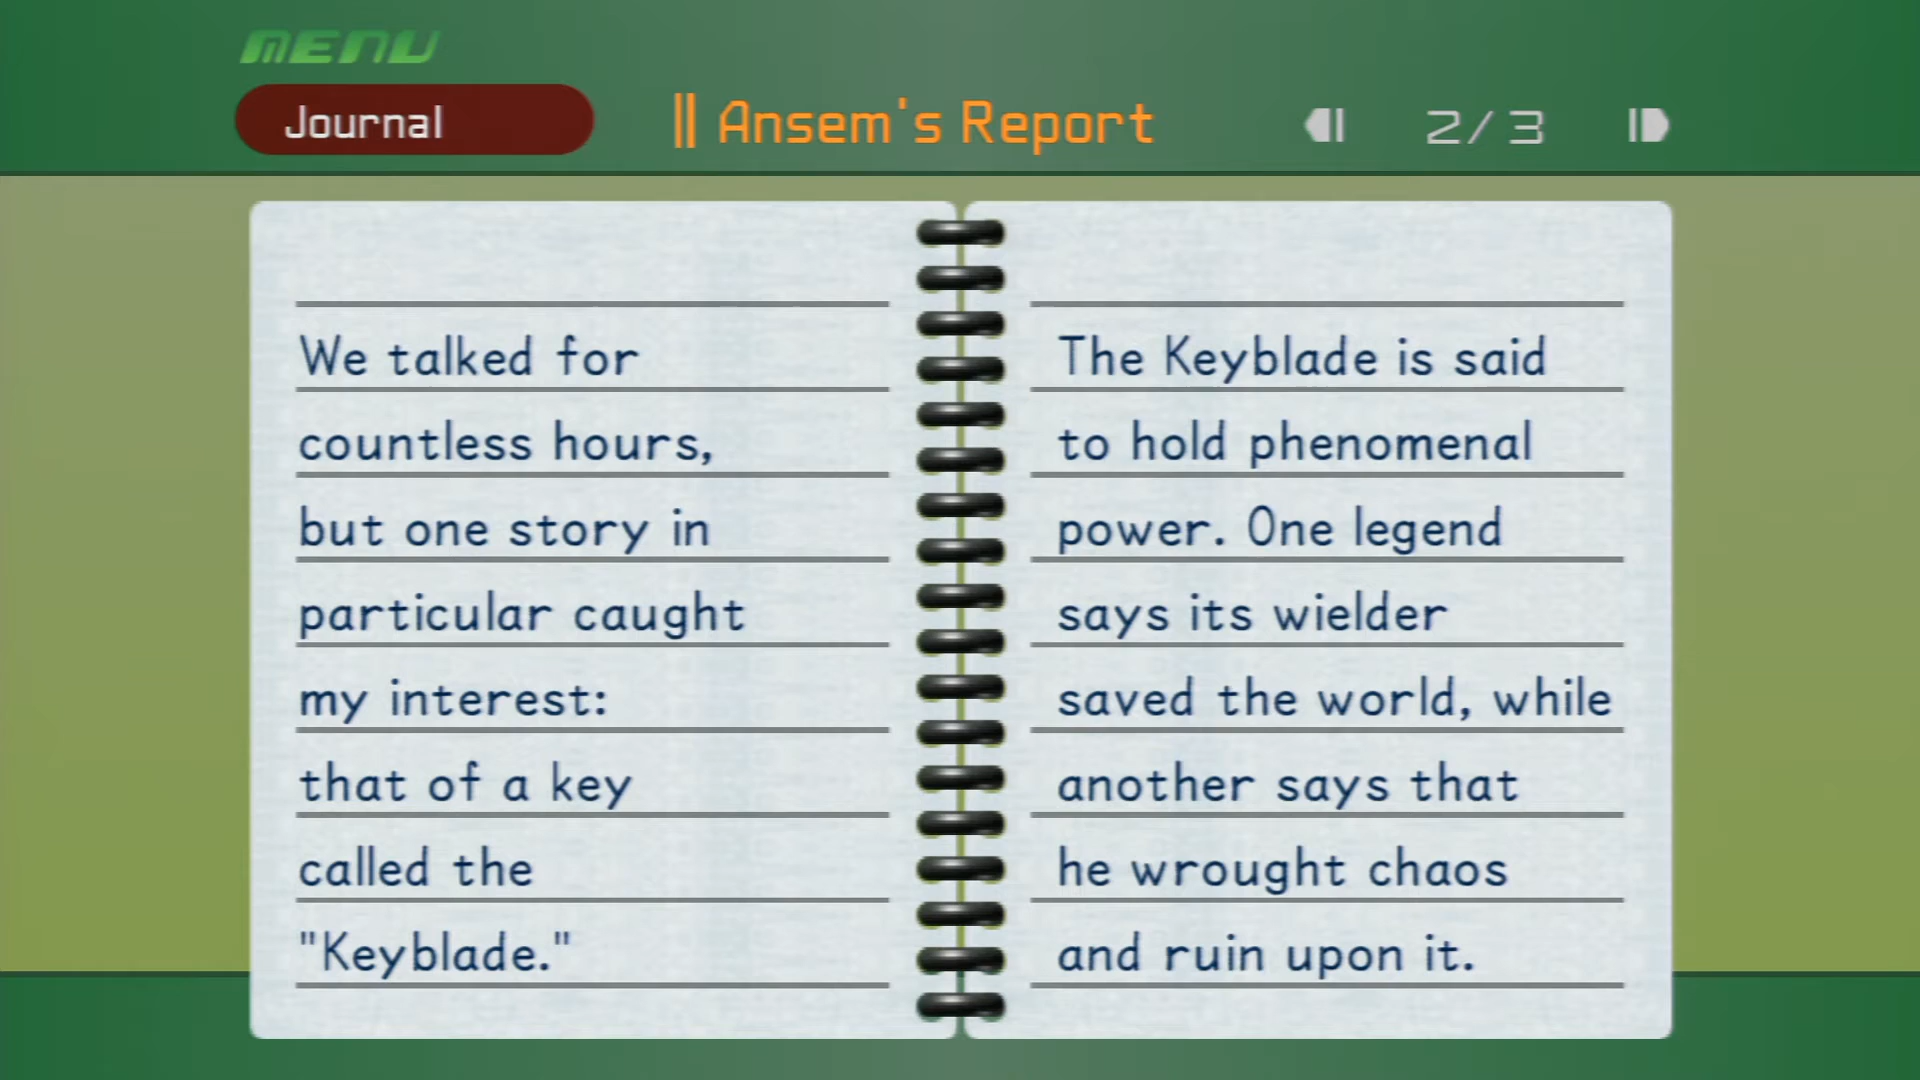 MENU
Journal
Ansem's Report
2/3
We talked for
countless hours,
but one story in
particular caught
my interest:
that of a key
called the
"Keyblade."
The Keyblade is said
to hold phenomenal
power. One legend
says its wielder
saved the world, while
another says that
he wrought chaos
and ruin upon it.